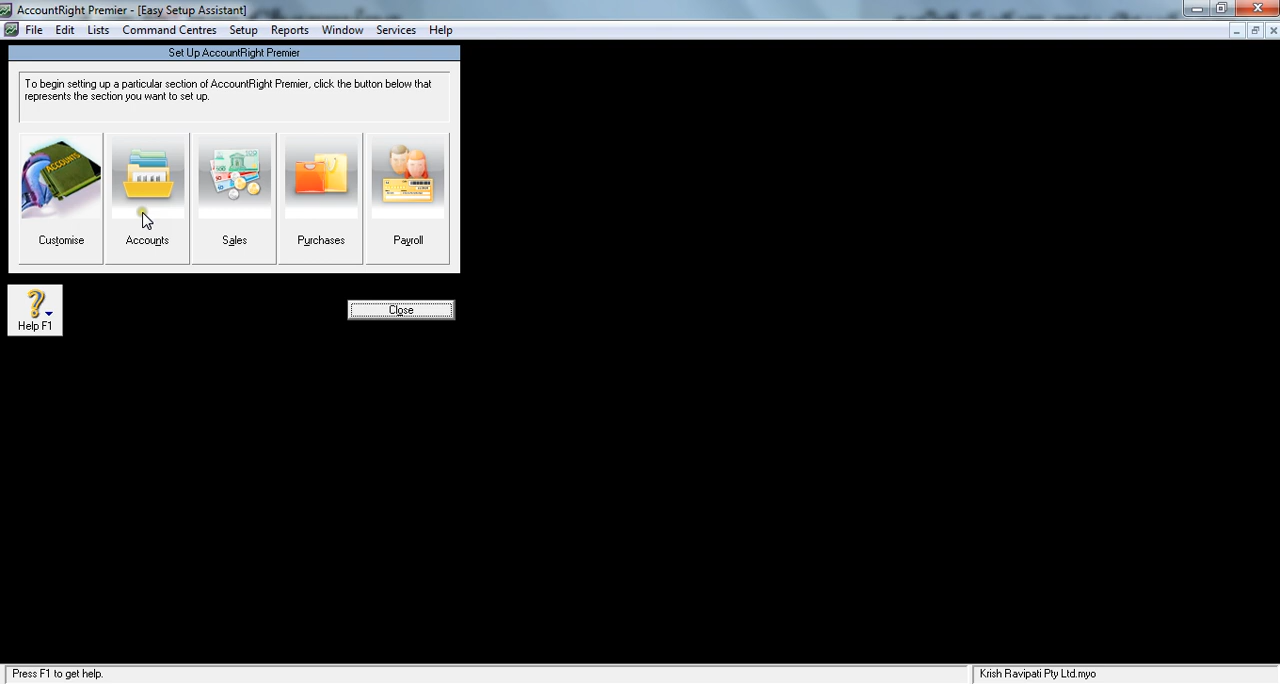 AccountRight Premier - [Easy Setup Assistant]
File Edit Lists Command Centres Setup Reports Window Services Help
Set Up AccountRight Premier
To begin setting up a particular section of AccountRight Premier, click the button below that
represents the section you want to set up.
ACCOUNTS
Customise Accounts Sales Purchases Payroll
Help F1
Close
Press F1 to get help.
Krish Ravipati Pty Ltd.myo